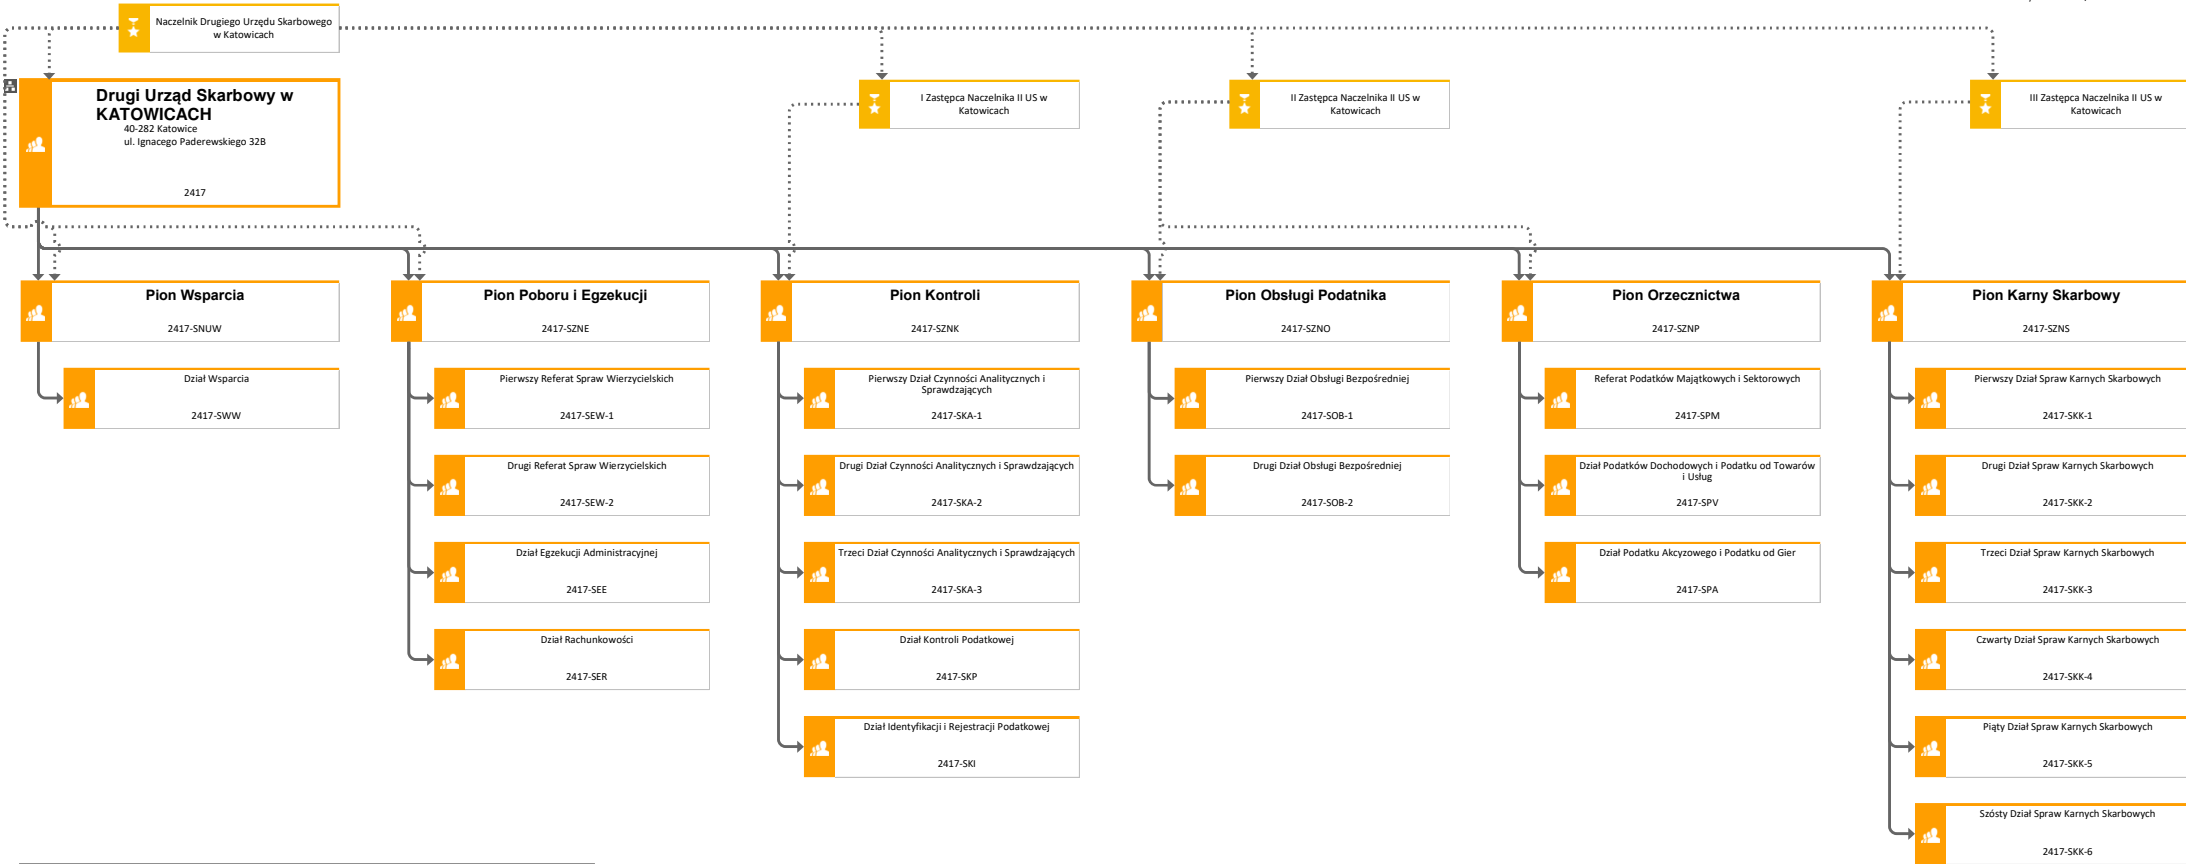 Naczelnik Drugiego Urzędu Skarbowego
w Katowicach
Drugi Urząd Skarbowy w
KATOWICACH
40-282 Katowice
ul. Ignacego Paderewskiego 32B
2417
I Zastępca Naczelnika II US w
Katowicach
II Zastępca Naczelnika II US w
Katowicach
III Zastępca Naczelnika II US w
Katowicach
Pion Wsparcia
2417-SNUW
Dział Wsparcia
2417-SWW
Pion Poboru i Egzekucji
2417-SZNE
Pierwszy Referat Spraw Wierzycielskich
2417-SEW-1
Drugi Referat Spraw Wierzycielskich
2417-SEW-2
Dział Egzekucji Administracyjnej
2417-SEE
Dział Rachunkowości
2417-SER
Pion Kontroli
2417-SZNK
Pierwszy Dział Czynności Analitycznych i
Sprawdzających
2417-SKA-1
Drugi Dział Czynności Analitycznych i Sprawdzających
2417-SKA-2
Trzeci Dział Czynności Analitycznych i Sprawdzających
2417-SKA-3
Dział Kontroli Podatkowej
2417-SKP
Dział Identyfikacji i Rejestracji Podatkowej
2417-SKI
Pion Obsługi Podatnika
2417-SZNO
Pierwszy Dział Obsługi Bezpośredniej
2417-SOB-1
Drugi Dział Obsługi Bezpośredniej
2417-SOB-2
Pion Orzecznictwa
2417-SZNP
Referat Podatków Majątkowych i Sektorowych
2417-SPM
Dział Podatków Dochodowych i Podatku od Towarów
i Usług
2417-SPV
Dział Podatku Akcyzowego i Podatku od Gier
2417-SPA
Pion Karny Skarbowy
2417-SZNS
Pierwszy Dział Spraw Karnych Skarbowych
2417-SKK-1
Drugi Dział Spraw Karnych Skarbowych
2417-SKK-2
Trzeci Dział Spraw Karnych Skarbowych
2417-SKK-3
Czwarty Dział Spraw Karnych Skarbowych
2417-SKK-4
Piąty Dział Spraw Karnych Skarbowych
2417-SKK-5
Szósty Dział Spraw Karnych Skarbowych
2417-SKK-6